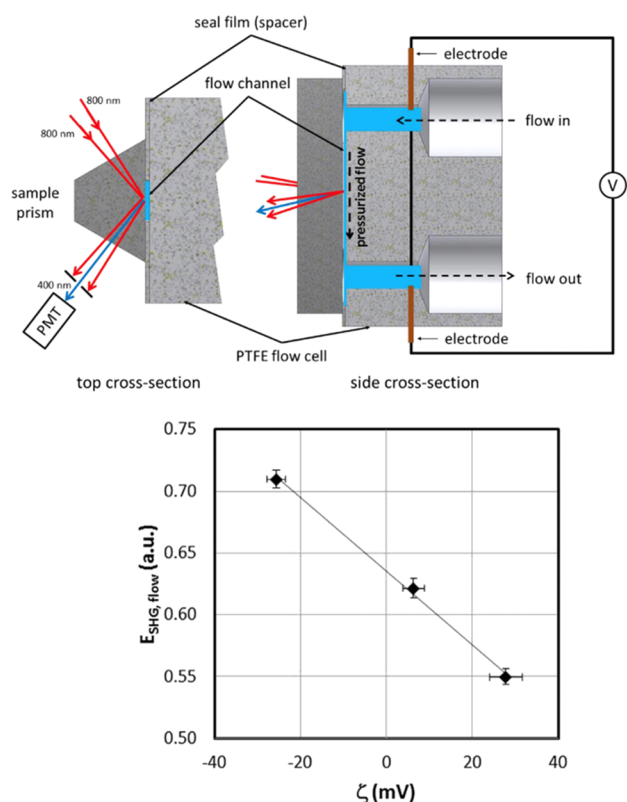 seal film (spacer)
electrode
flow channel
800 nm
800 nm
flow in
sample
prism
pressurized flow
V
400 nm
flow out
PMT
electrode
PTFE flow cell
top cross-section
side cross-section
0.75
0.70
0.65
0.60
0.55
0.50
E_SHG, flow (a.u.)
-40
-20
0
20
40
ζ (mV)